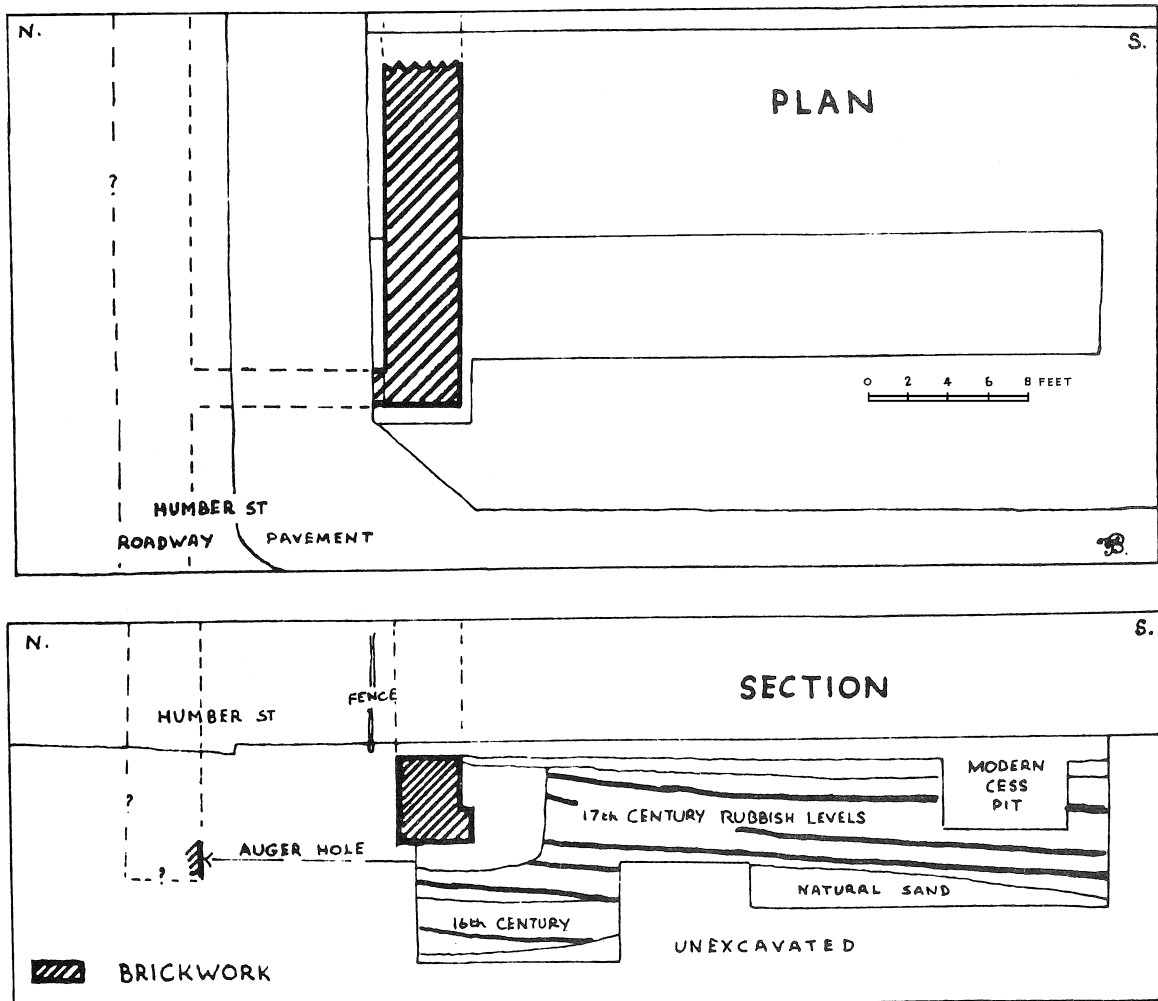 N.
S.
PLAN
?
0 2 4 6 8 FEET
HUMBER ST
ROADWAY PAVEMENT
N.
S.
SECTION
FENCE
HUMBER ST
MODERN
CESS
PIT
?
17th CENTURY RUBBISH LEVELS
AUGER HOLE
?
NATURAL SAND
16th CENTURY
UNEXCAVATED
BRICKWORK